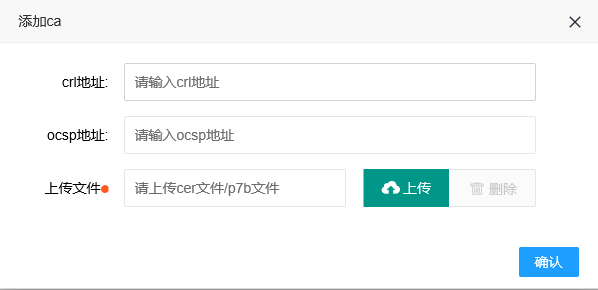 添加ca
crl地址:
请输入crl地址
ocsp地址:
请输入ocsp地址
上传文件
请上传cer文件/p7b文件
上传
删除
确认